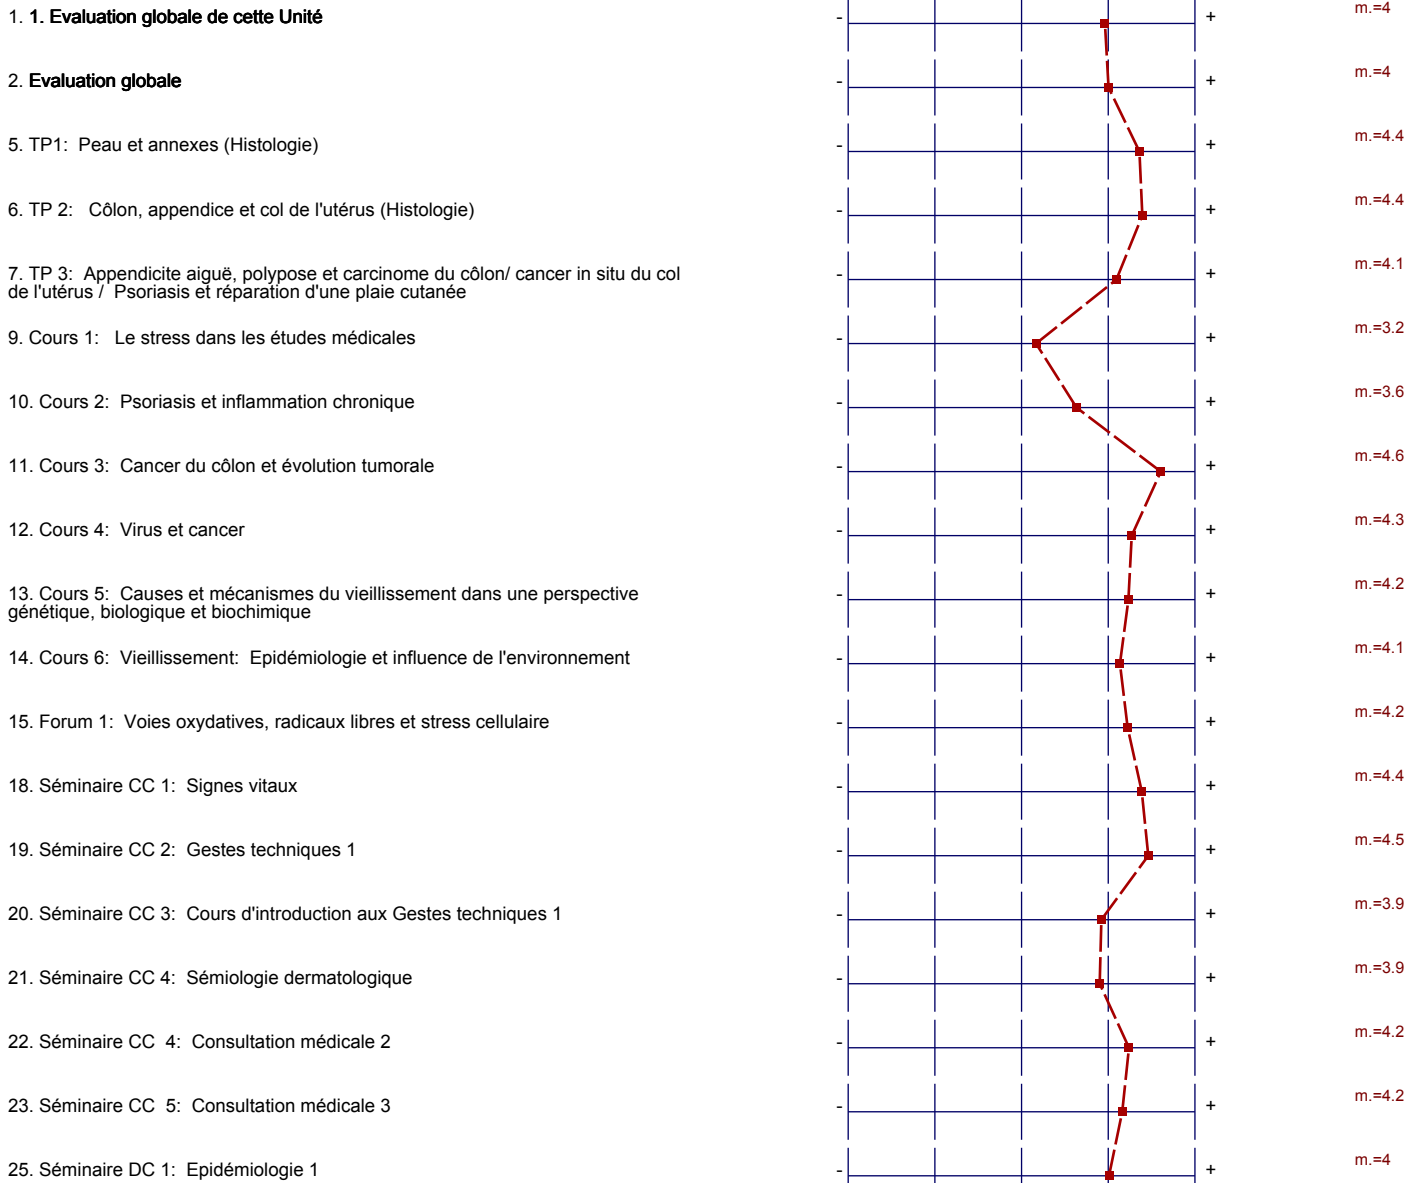 1. 1. Evaluation globale de cette Unité - + m.=4
2. Evaluation globale - + m.=4
5. TP1: Peau et annexes (Histologie) - + m.=4.4
6. TP 2: Côlon, appendice et col de l'utérus (Histologie) - + m.=4.4
7. TP 3: Appendicite aiguë, polypose et carcinome du côlon/ cancer in situ du col - + m.=4.1
de l'utérus / Psoriasis et réparation d'une plaie cutanée
9. Cours 1: Le stress dans les études médicales - + m.=3.2
10. Cours 2: Psoriasis et inflammation chronique - + m.=3.6
11. Cours 3: Cancer du côlon et évolution tumorale - + m.=4.6
12. Cours 4: Virus et cancer - + m.=4.3
13. Cours 5: Causes et mécanismes du vieillissement dans une perspective - + m.=4.2
génétique, biologique et biochimique
14. Cours 6: Vieillissement: Epidémiologie et influence de l'environnement - + m.=4.1
15. Forum 1: Voies oxydatives, radicaux libres et stress cellulaire - + m.=4.2
18. Séminaire CC 1: Signes vitaux - + m.=4.4
19. Séminaire CC 2: Gestes techniques 1 - + m.=4.5
20. Séminaire CC 3: Cours d'introduction aux Gestes techniques 1 - + m.=3.9
21. Séminaire CC 4: Sémiologie dermatologique - + m.=3.9
22. Séminaire CC 4: Consultation médicale 2 - + m.=4.2
23. Séminaire CC 5: Consultation médicale 3 - + m.=4.2
25. Séminaire DC 1: Epidémiologie 1 - + m.=4